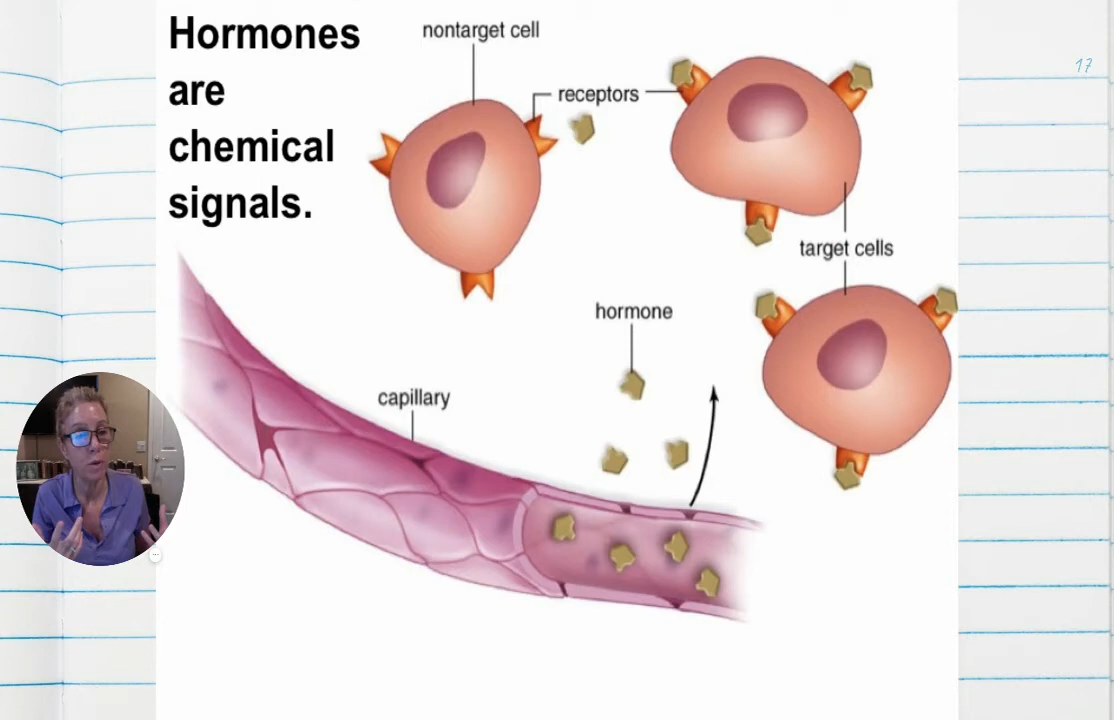 Hormones
are
chemical
signals.
nontarget cell
receptors
17
target cells
hormone
capillary